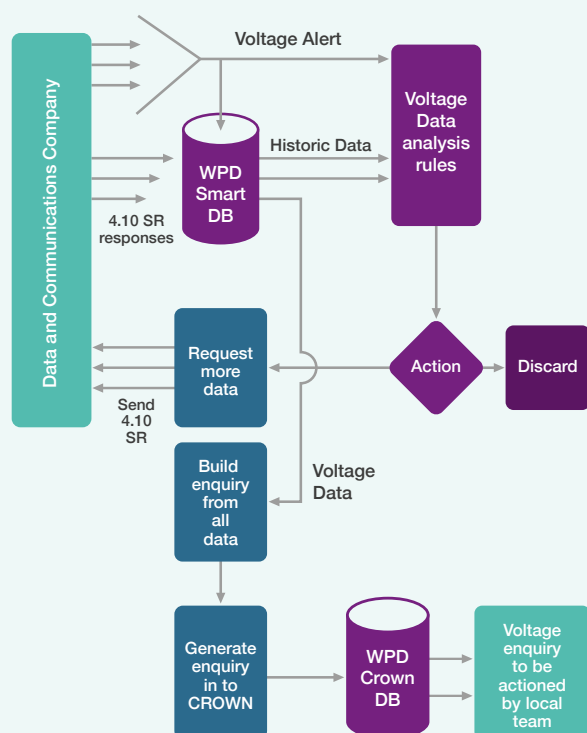 Data and Communications Company
Voltage Alert
Voltage
Data
analysis
rules
WPD
Smart
DB
Historic Data
4.10 SR
responses
Request
more
data
Action
Discard
Send
4.10
SR
Build
enquiry
from
all
data
Voltage
Data
Generate
enquiry
in to
CROWN
WPD
Crown
DB
Voltage
enquiry
to be
actioned
by local
team